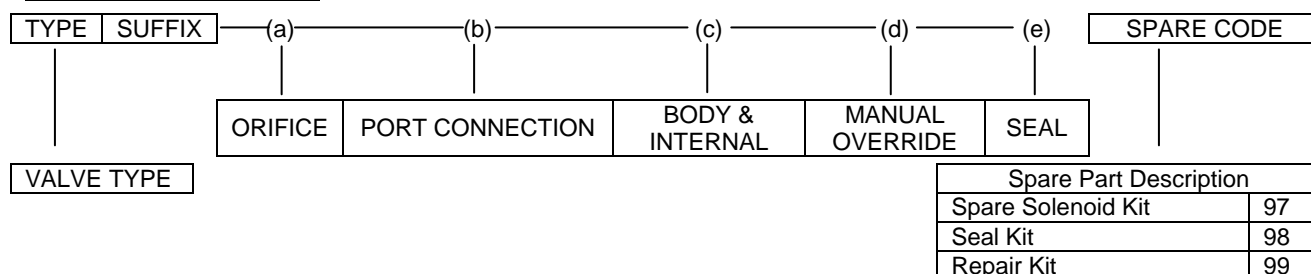 TYPE SUFFIX (a) (b) (c) (d) (e) SPARE CODE
ORIFICE PORT CONNECTION BODY & INTERNAL MANUAL OVERRIDE SEAL
VALVE TYPE
Spare Part Description
Spare Solenoid Kit 97
Seal Kit 98
Repair Kit 99